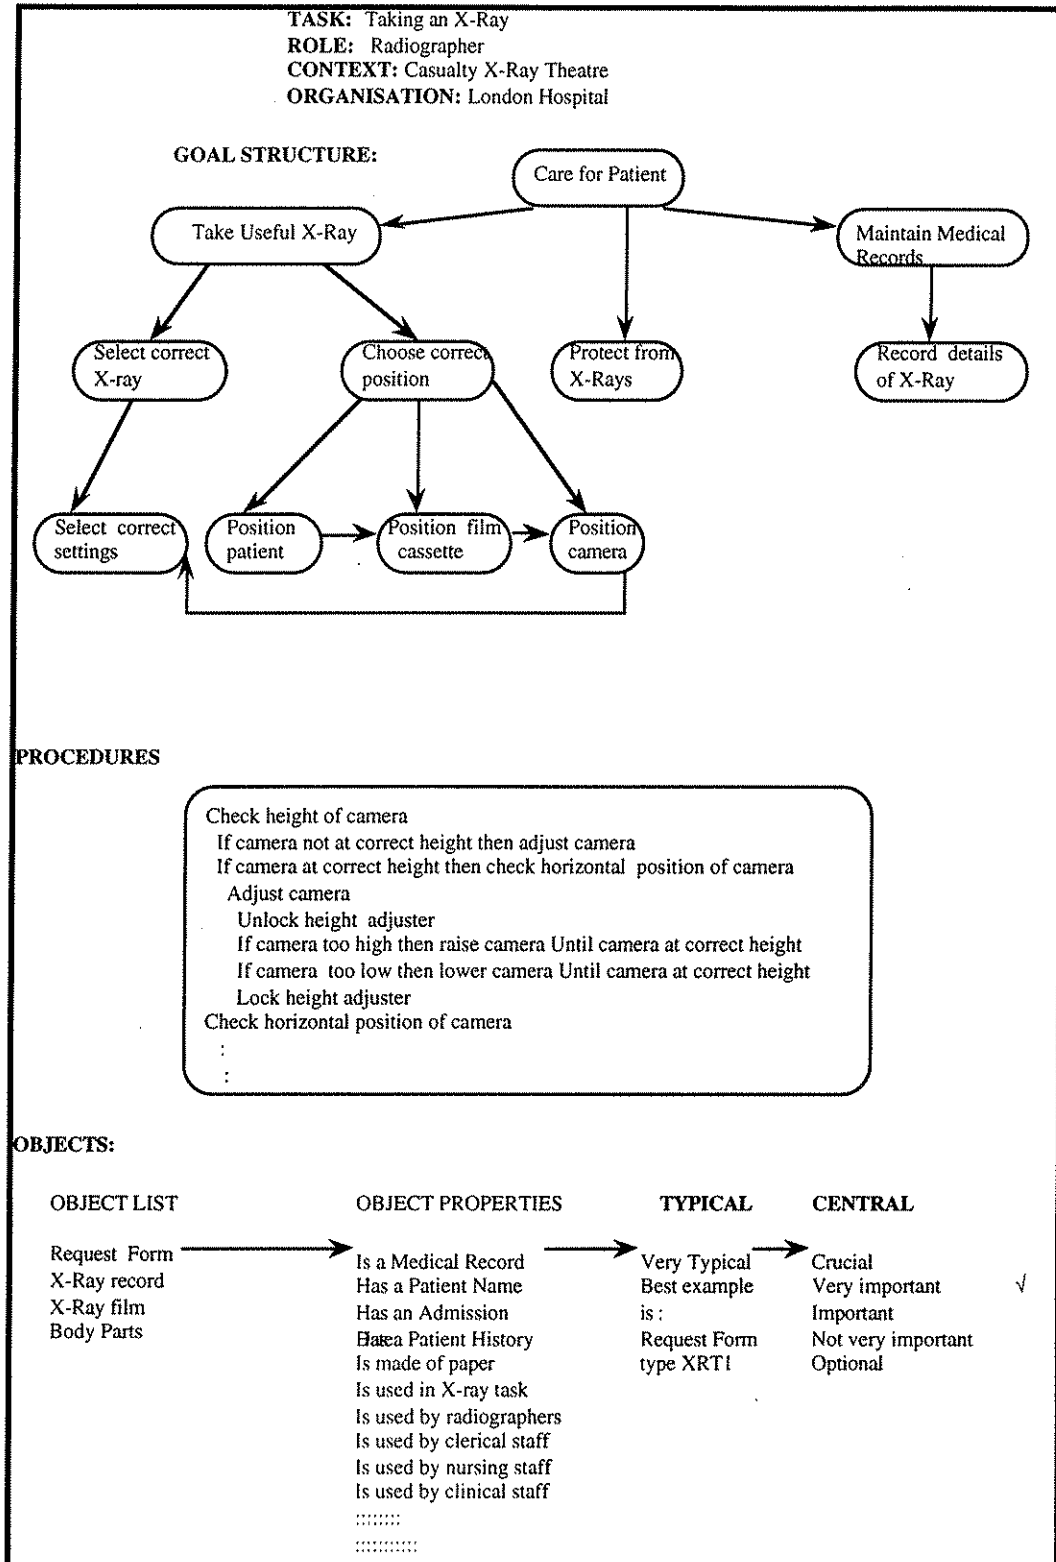 TASK: Taking an X-Ray
ROLE: Radiographer
CONTEXT: Casualty X-Ray Theatre
ORGANISATION: London Hospital
GOAL STRUCTURE:
Care for Patient
Take Useful X-Ray
Maintain Medical
Records
Select correct
X-ray
Choose correct
position
Protect from
X-Rays
Record details
of X-Ray
Select correct
settings
Position
patient
Position film
cassette
Position
camera
PROCEDURES
Check height of camera
If camera not at correct height then adjust camera
If camera at correct height then check horizontal position of camera
Adjust camera
Unlock height adjuster
If camera too high then raise camera Until camera at correct height
If camera too low then lower camera Until camera at correct height
Lock height adjuster
Check horizontal position of camera
:
:
OBJECTS:
OBJECT LIST
Request Form
X-Ray record
X-Ray film
Body Parts
OBJECT PROPERTIES
Is a Medical Record
Has a Patient Name
Has an Admission
a Patient History
Is made of paper
Is used in X-ray task
Is used by radiographers
Is used by clerical staff
Is used by nursing staff
Is used by clinical staff
::::::::
:::::::::::
TYPICAL
Very Typical
Best example
is :
Request Form
type XRT1
CENTRAL
Crucial
Very important √
Important
Not very important
Optional